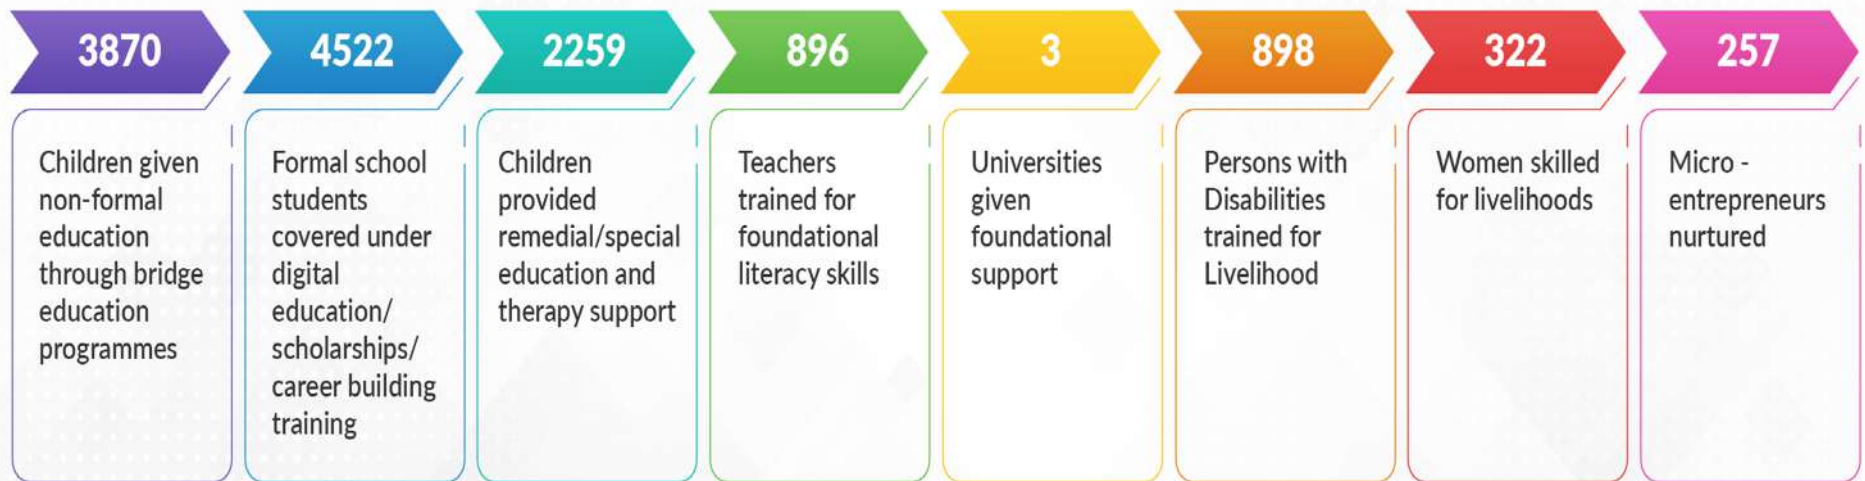 3870
Children given
non-formal
education
through bridge
education
programmes
4522
Formal school
students
covered under
digital
education/
scholarships/
career building
training
2259
Children
provided
remedial/special
education and
therapy support
896
Teachers
trained for
foundational
literacy skills
3
Universities
given
foundational
support
898
Persons with
Disabilities
trained for
Livelihood
322
Women skilled
for livelihoods
257
Micro -
entrepreneurs
nurtured